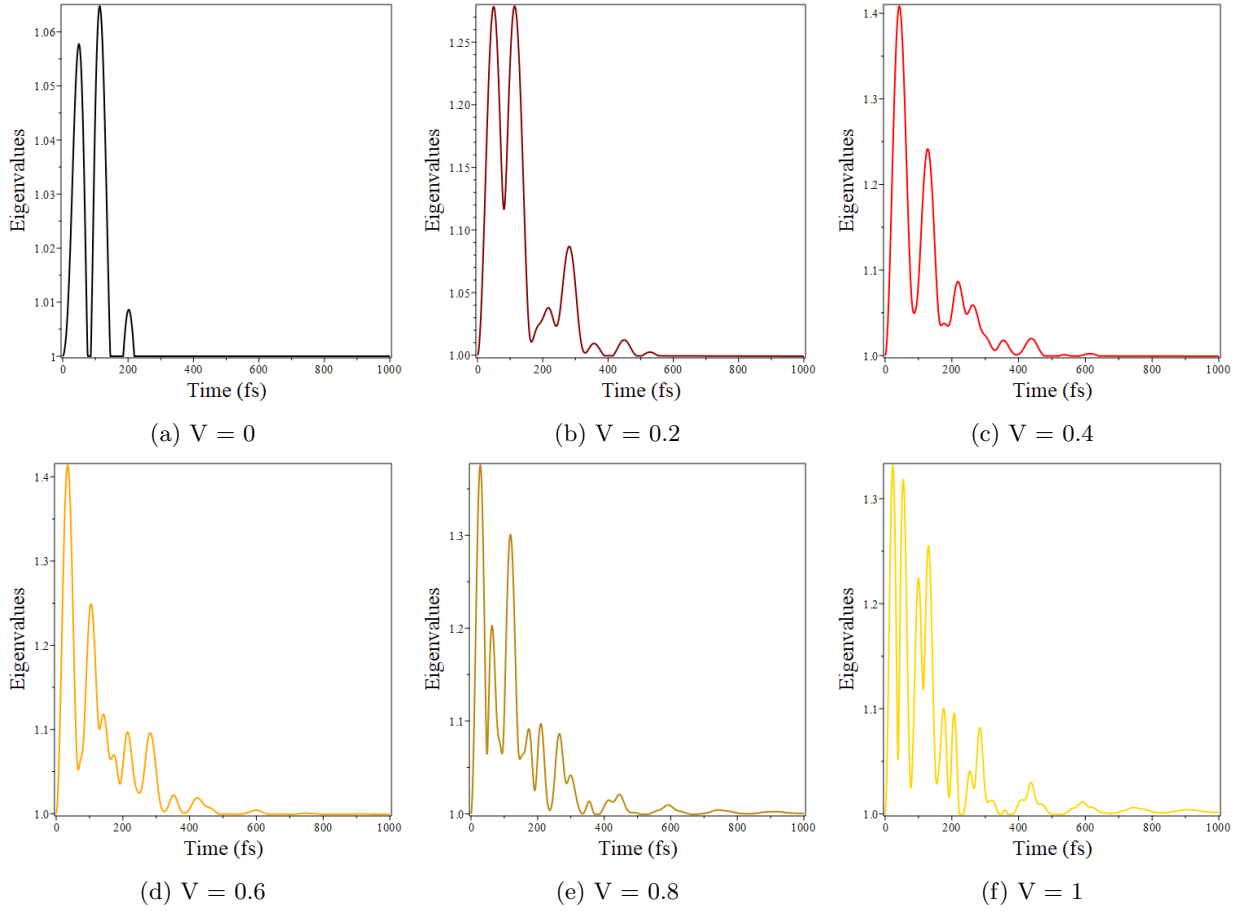 1.06
1.05
1.04
1.03
1.02
1.01
1
Eigenvalues
0 200 400 600 800 1000
Time (fs)
(a) V = 0
1.25
1.20
1.15
1.10
1.05
1.00
Eigenvalues
0 200 400 600 800 1000
Time (fs)
(b) V = 0.2
1.4
1.3
1.2
1.1
1.0
Eigenvalues
0 200 400 600 800 1000
Time (fs)
(c) V = 0.4
1.4
1.3
1.2
1.1
1.0
Eigenvalues
0 200 400 600 800 1000
Time (fs)
(d) V = 0.6
1.3
1.2
1.1
1.0
Eigenvalues
0 200 400 600 800 1000
Time (fs)
(e) V = 0.8
1.3
1.2
1.1
1.0
Eigenvalues
0 200 400 600 800 1000
Time (fs)
(f) V = 1